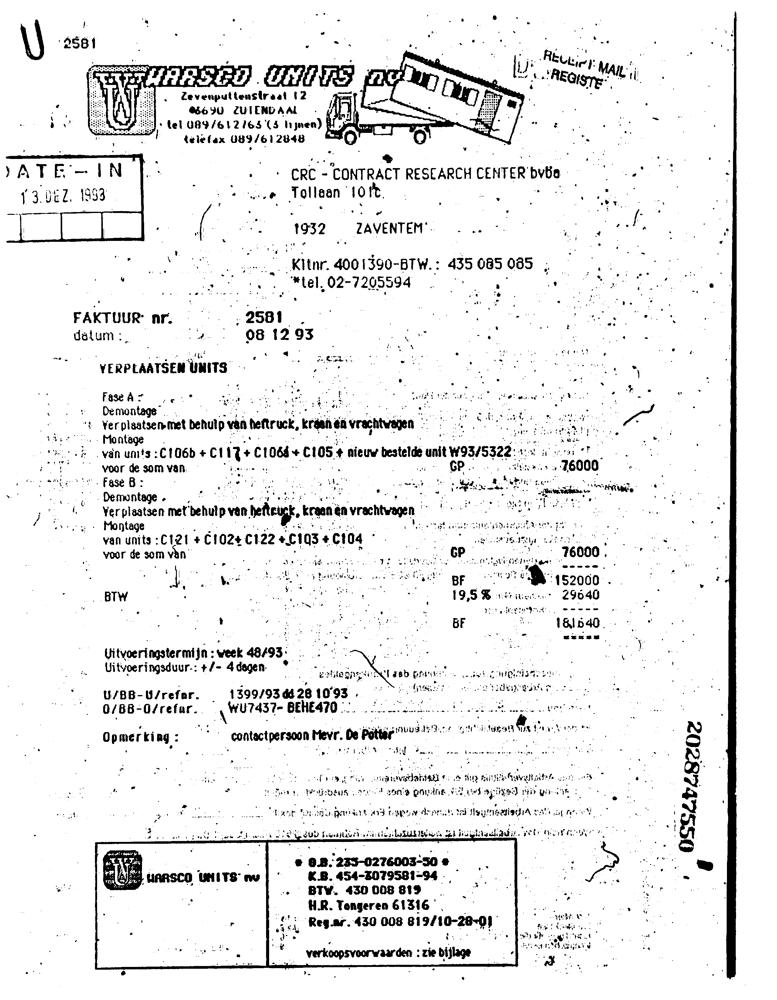 U 2581
WARSCO UNITS nv
RECEIPT MAIL
REGISTE
Zevenputtenstraat 12
3690 ZUTENDAAL
tel 089/612763 (3 lijnen)
telefax 089/612848
DATE-IN
13. DEZ. 1993
CRC - CONTRACT RESEARCH CENTER bvba
Tollaan 101c
1932 ZAVENTEM
Kltnr. 4001390-BTW.: 435 085 085
*tel. 02-7205594
FAKTUUR nr. 2581
datum : 08 12 93
VERPLAATSEN UNITS
Fase A :
Demontage
Verplaatsen met behulp van heftruck, kraan en vrachtwagen
Montage
van units : C106b + C117 + C106d + C105 + nieuw bestelde unit W93/5322
voor de som van GP 76000
Fase B :
Demontage
Verplaatsen met behulp van heftruck, kraan en vrachtwagen
Montage
van units : C121 + C102+ C122 + C103 + C104
voor de som van GP 76000
-----
BF 152000
BTW 19,5 % 29640
-----
BF 181640
=====
Uitvoeringstermijn : week 48/93
Uitvoeringsduur : +/- 4 dagen
U/BB-U/refar. 1399/93 dd 28 10 93
O/BB-O/refar. WU7437- BEHE470
Opmerking : contactpersoon Mevr. De Potter
2028747550
WARSCO UNITS nv
* B.B. 235-0276003-50 *
K.B. 454-3079581-94
BTW. 430 008 819
H.R. Tongeren 61316
Reg.nr. 430 008 819/10-28-01
verkoopsvoorwaarden : zie bijlage